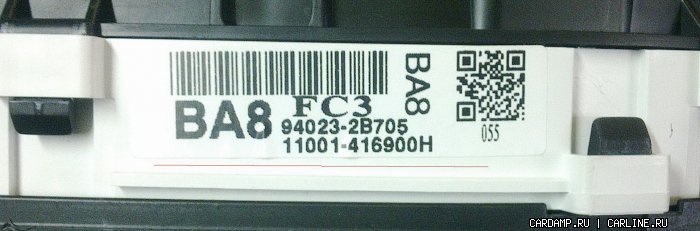 FC3
BA8
BA8
94023-2B705
11001-416900H
055
CARDAMP.RU | CARLINE.RU